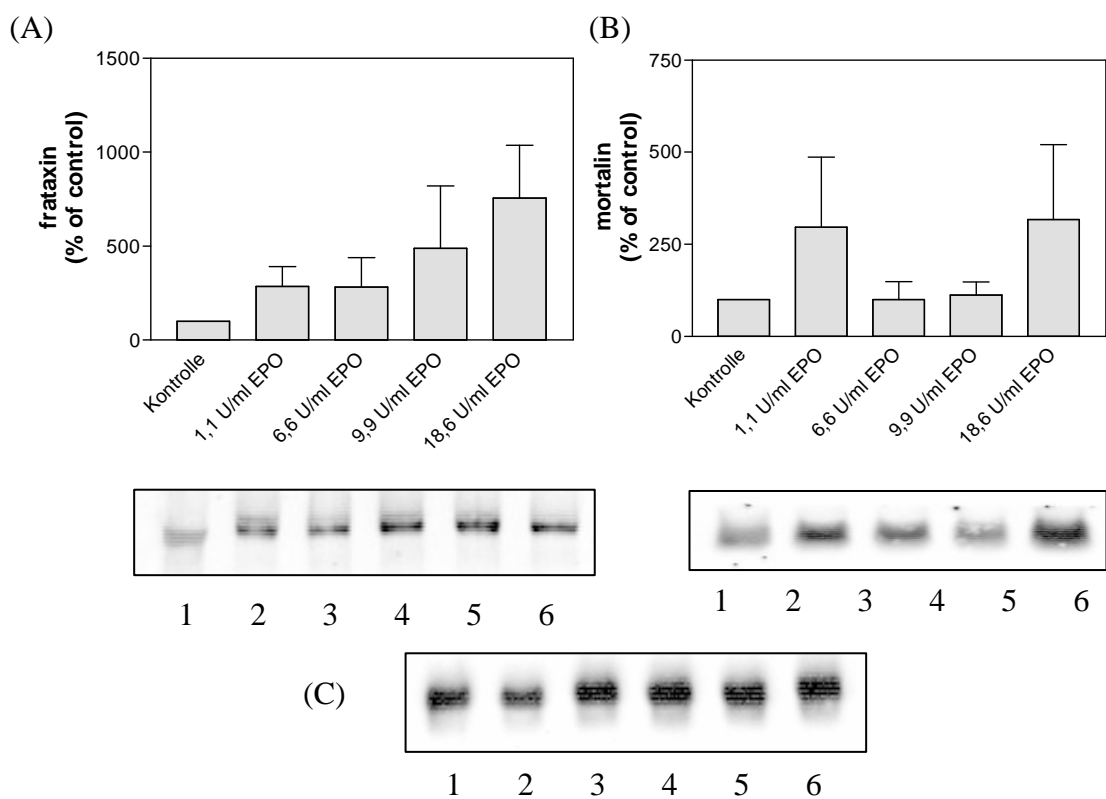 (A)
frataxin
(% of control)
1500
1000
500
0
Kontrolle
1,1 U/ml EPO
6,6 U/ml EPO
9,9 U/ml EPO
18,6 U/ml EPO
1 2 3 4 5 6
(B)
mortalin
(% of control)
750
500
250
0
Kontrolle
1,1 U/ml EPO
6,6 U/ml EPO
9,9 U/ml EPO
18,6 U/ml EPO
1 2 3 4 5 6
(C)
1 2 3 4 5 6